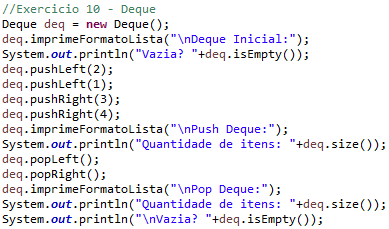 //Exercicio 10 - Deque
Deque deq = new Deque();
deq.imprimeFormatoLista("\nDeque Inicial:");
System.out.println("Vazia? "+deq.isEmpty());
deq.pushLeft(2);
deq.pushLeft(1);
deq.pushRight(3);
deq.pushRight(4);
deq.imprimeFormatoLista("\nPush Deque:");
System.out.println("Quantidade de itens: "+deq.size());
deq.popLeft();
deq.popRight();
deq.imprimeFormatoLista("\nPop Deque:");
System.out.println("Quantidade de itens: "+deq.size());
System.out.println("\nVazia? "+deq.isEmpty());